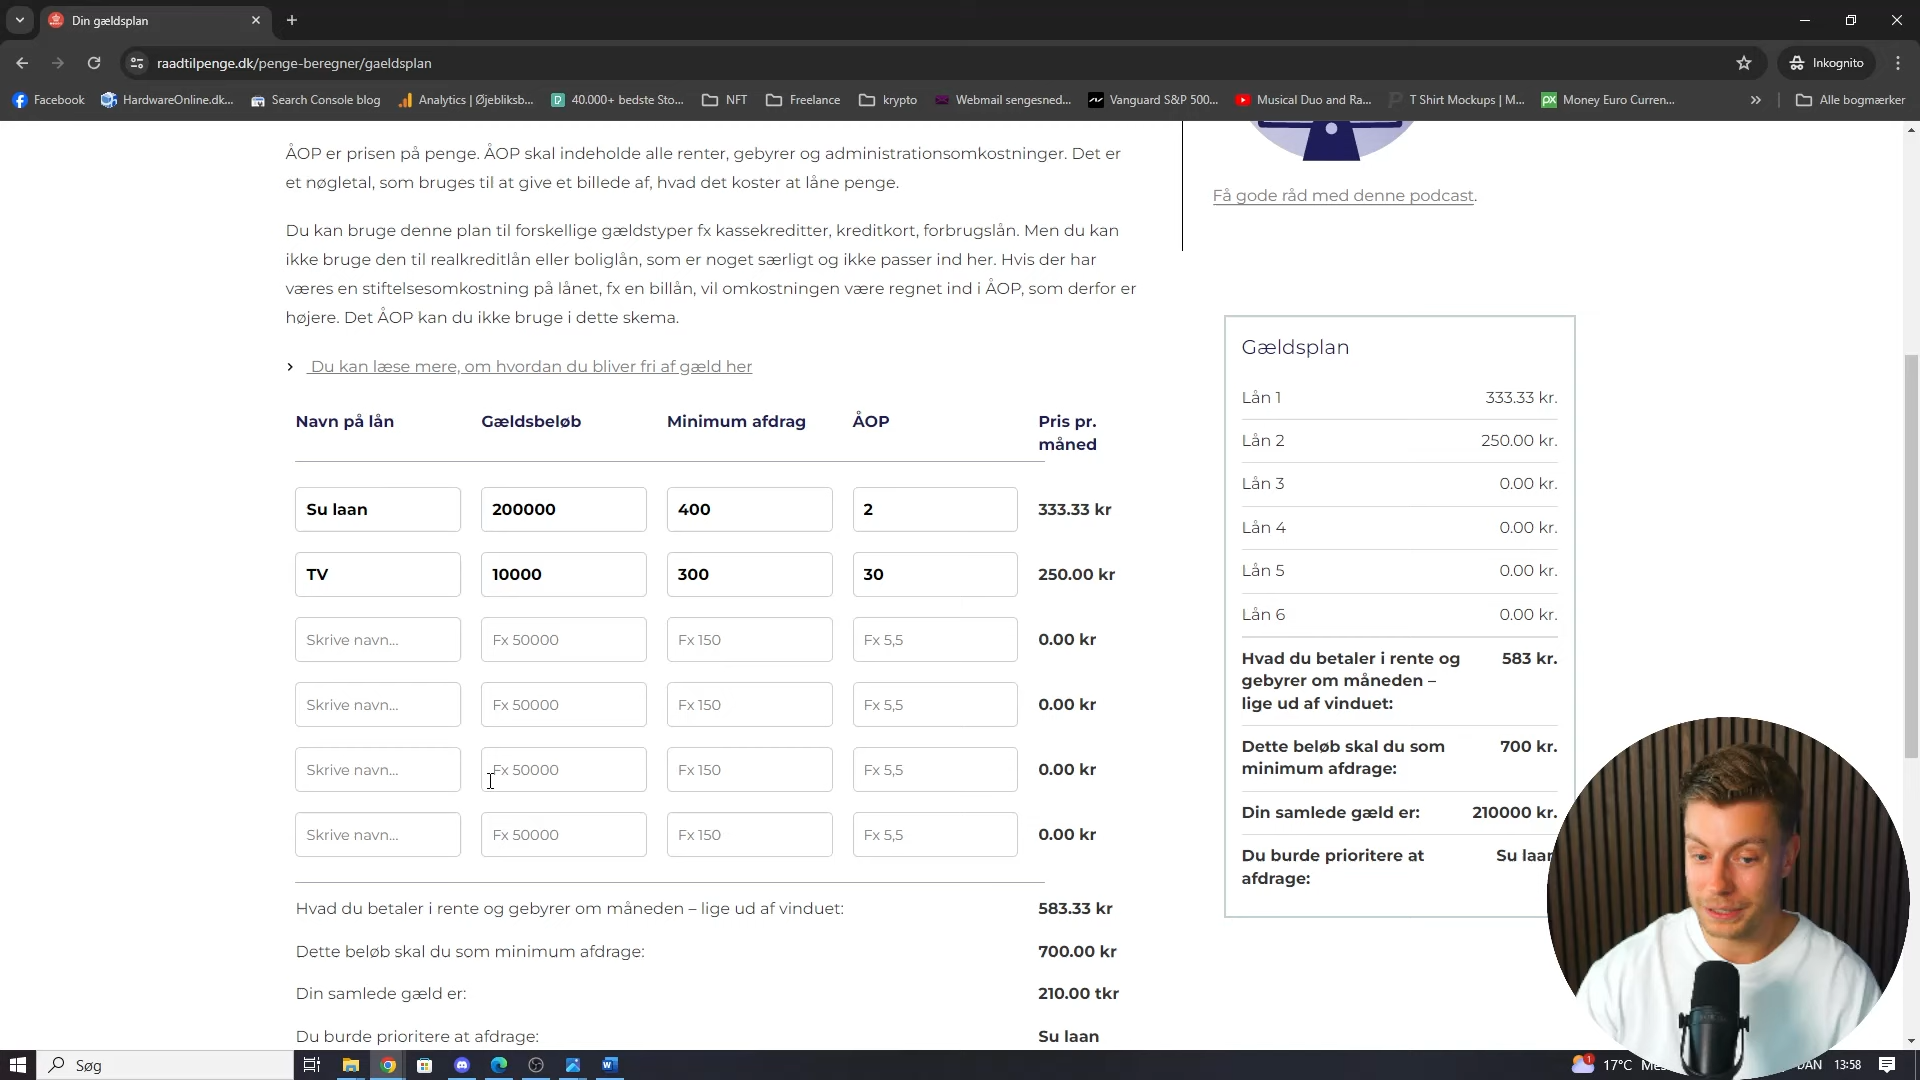 Din gældsplan
raadtilpenge.dk/penge-beregner/gaeldsplan
Inkognito
Facebook
HardwareOnline.dk...
Search Console blog
Analytics | Øjebliksb...
40.000+ bedste Sto...
NFT
Freelance
krypto
Webmail sengesned...
Vanguard S&P 500...
Musical Duo and Ra...
T Shirt Mockups | M...
Money Euro Curren...
Alle bogmærker
ÅOP er prisen på penge. ÅOP skal indeholde alle renter, gebyrer og administrationsomkostninger. Det er
et nøgletal, som bruges til at give et billede af, hvad det koster at låne penge.
Du kan bruge denne plan til forskellige gældstyper fx kassekreditter, kreditkort, forbrugslån. Men du kan
ikke bruge den til realkreditlån eller boliglån, som er noget særligt og ikke passer ind her. Hvis der har
væres en stiftelsesomkostning på lånet, fx en billån, vil omkostningen være regnet ind i ÅOP, som derfor er
højere. Det ÅOP kan du ikke bruge i dette skema.
Du kan læse mere, om hvordan du bliver fri af gæld her
Navn på lån Gældsbeløb Minimum afdrag ÅOP Pris pr.
måned
Su laan 200000 400 2 333.33 kr
TV 10000 300 30 250.00 kr
Skrive navn... Fx 50000 Fx 150 Fx 5,5 0.00 kr
Skrive navn... Fx 50000 Fx 150 Fx 5,5 0.00 kr
Skrive navn... Fx 50000 Fx 150 Fx 5,5 0.00 kr
Skrive navn... Fx 50000 Fx 150 Fx 5,5 0.00 kr
Hvad du betaler i rente og gebyrer om måneden – lige ud af vinduet: 583.33 kr
Dette beløb skal du som minimum afdrage: 700.00 kr
Din samlede gæld er: 210.00 tkr
Du burde prioritere at afdrage: Su laan
Få gode råd med denne podcast.
Gældsplan
Lån 1 333.33 kr.
Lån 2 250.00 kr.
Lån 3 0.00 kr.
Lån 4 0.00 kr.
Lån 5 0.00 kr.
Lån 6 0.00 kr.
Hvad du betaler i rente og 583 kr.
gebyrer om måneden –
lige ud af vinduet:
Dette beløb skal du som 700 kr.
minimum afdrage:
Din samlede gæld er: 210000 kr.
Du burde prioritere at Su laan
afdrage:
Søg
17°C
DAN
13:58